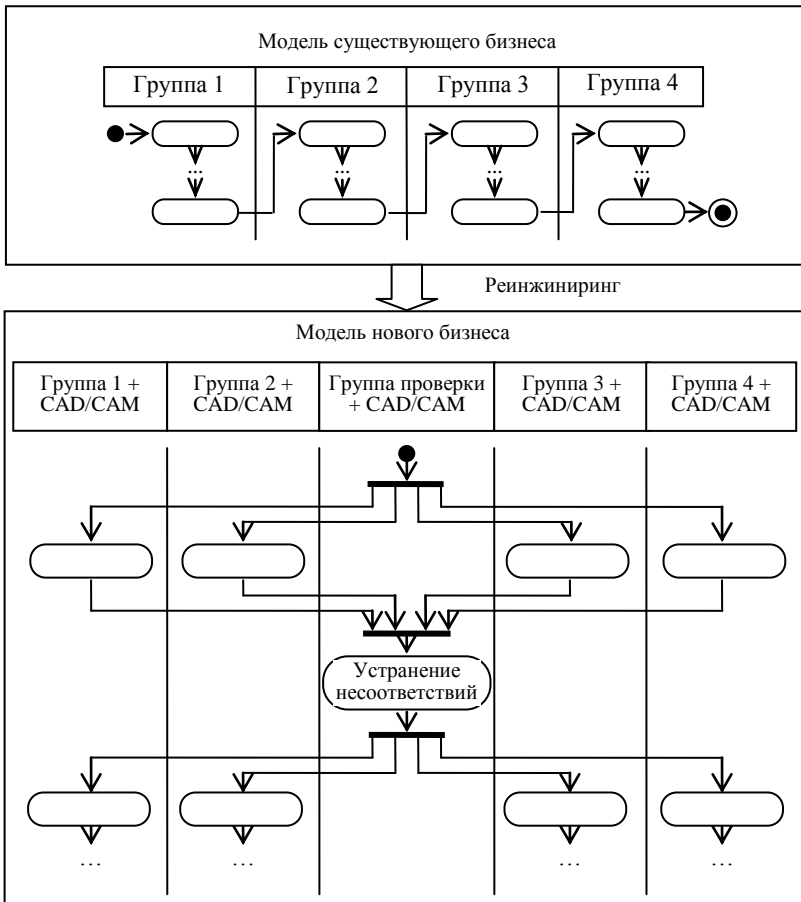 Модель существующего бизнеса
Группа 1 Группа 2 Группа 3 Группа 4
... ... ... ...
Реинжиниринг
Модель нового бизнеса
Группа 1 + CAD/CAM
Группа 2 + CAD/CAM
Группа проверки + CAD/CAM
Группа 3 + CAD/CAM
Группа 4 + CAD/CAM
Устранение
несоответствий
... ... ... ...